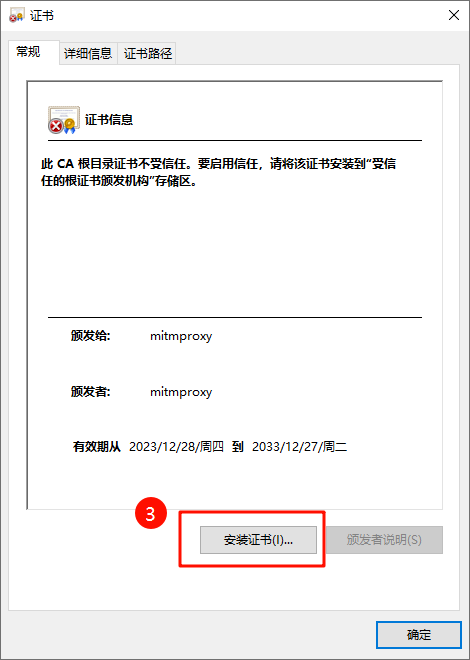 证书
常规
详细信息
证书路径
证书信息
此 CA 根目录证书不受信任。要启用信任，请将该证书安装到“受信
任的根证书颁发机构”存储区。
颁发给: mitmproxy
颁发者: mitmproxy
有效期从 2023/12/28/周四 到 2033/12/27/周二
3
安装证书(I)...
颁发者说明(S)
确定